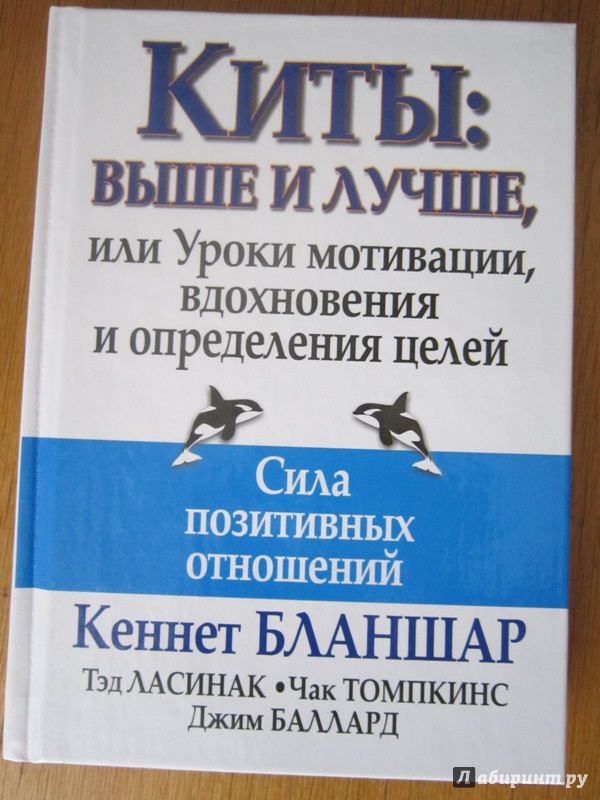 Киты:
выше и лучше,
или Уроки мотивации,
вдохновения
и определения целей
Сила
позитивных
отношений
Кеннет БЛАНШАР
Тэд ЛАСИНАК • Чак ТОМПКИНС
Джим БАЛЛАРД
Лабиринт.ру